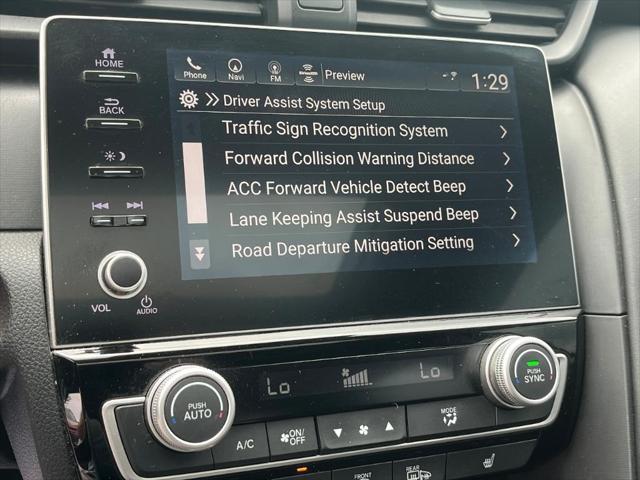 HOME
BACK
VOL
AUDIO
Phone
Navi
FM
SiriusXM
Preview
1:29
Driver Assist System Setup
Traffic Sign Recognition System
Forward Collision Warning Distance
ACC Forward Vehicle Detect Beep
Lane Keeping Assist Suspend Beep
Road Departure Mitigation Setting
Lo
Lo
PUSH
AUTO
A/C
ON/
OFF
MODE
PUSH
SYNC
FRONT
REAR